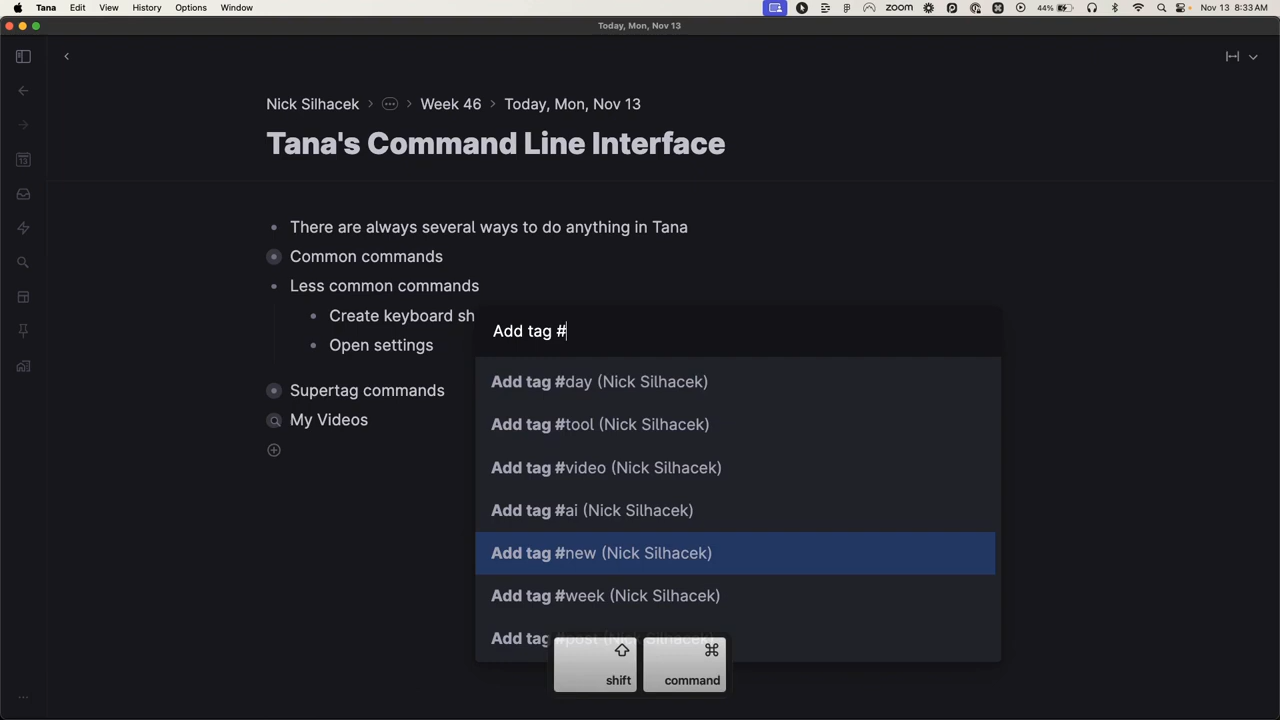 Tana Edit View History Options Window
zoom 44% Nov 13 8:33 AM
Today, Mon, Nov 13
Nick Silhacek > ··· > Week 46 > Today, Mon, Nov 13
Tana's Command Line Interface
13
There are always several ways to do anything in Tana
Common commands
Less common commands
Create keyboard sh
Open settings
Supertag commands
My Videos
Add tag #
Add tag #day (Nick Silhacek)
Add tag #tool (Nick Silhacek)
Add tag #video (Nick Silhacek)
Add tag #ai (Nick Silhacek)
Add tag #new (Nick Silhacek)
Add tag #week (Nick Silhacek)
Add tag #post (Nick Silhacek)
shift
⌘
command